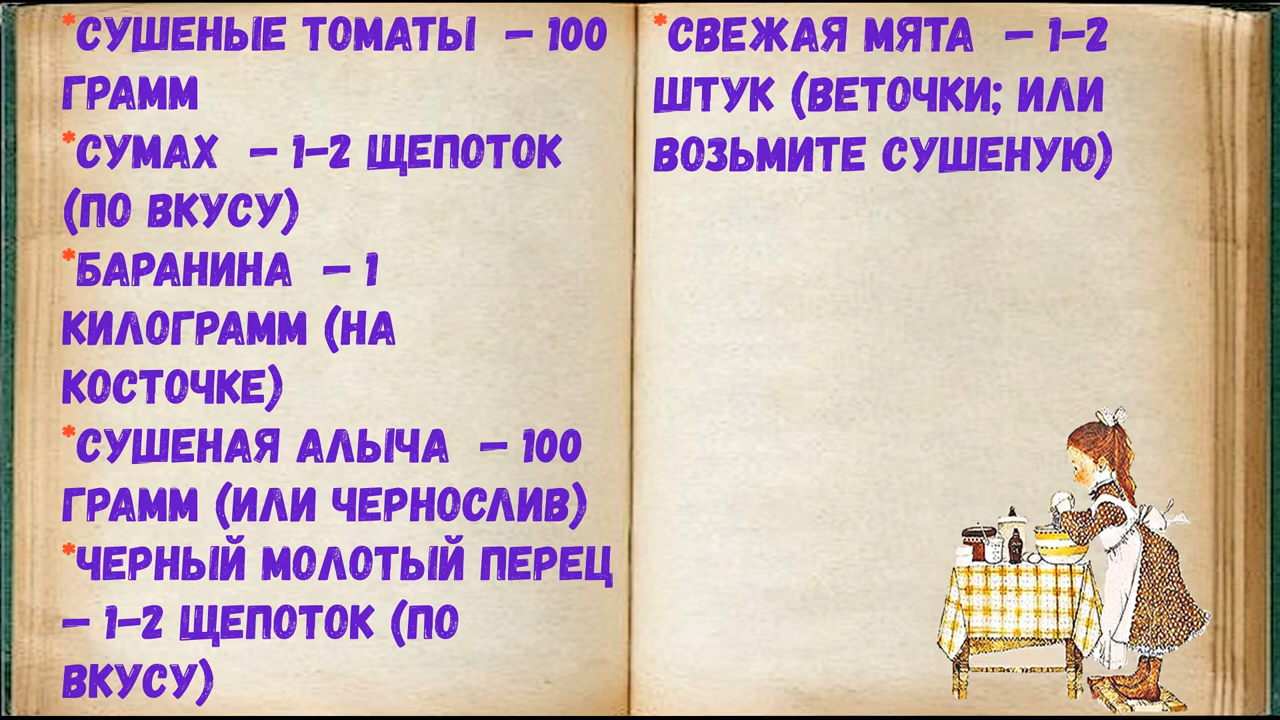 *СУШЕНЫЕ ТОМАТЫ – 100
ГРАММ
*СУМАХ – 1-2 ЩЕПОТОК
(ПО ВКУСУ)
*БАРАНИНА – 1
КИЛОГРАММ (НА
КОСТОЧКЕ)
*СУШЕНАЯ АЛЫЧА – 100
ГРАММ (ИЛИ ЧЕРНОСЛИВ)
*ЧЕРНЫЙ МОЛОТЫЙ ПЕРЕЦ
– 1-2 ЩЕПОТОК (ПО
ВКУСУ)
*СВЕЖАЯ МЯТА – 1-2
ШТУК (ВЕТОЧКИ; ИЛИ
ВОЗЬМИТЕ СУШЕНУЮ)